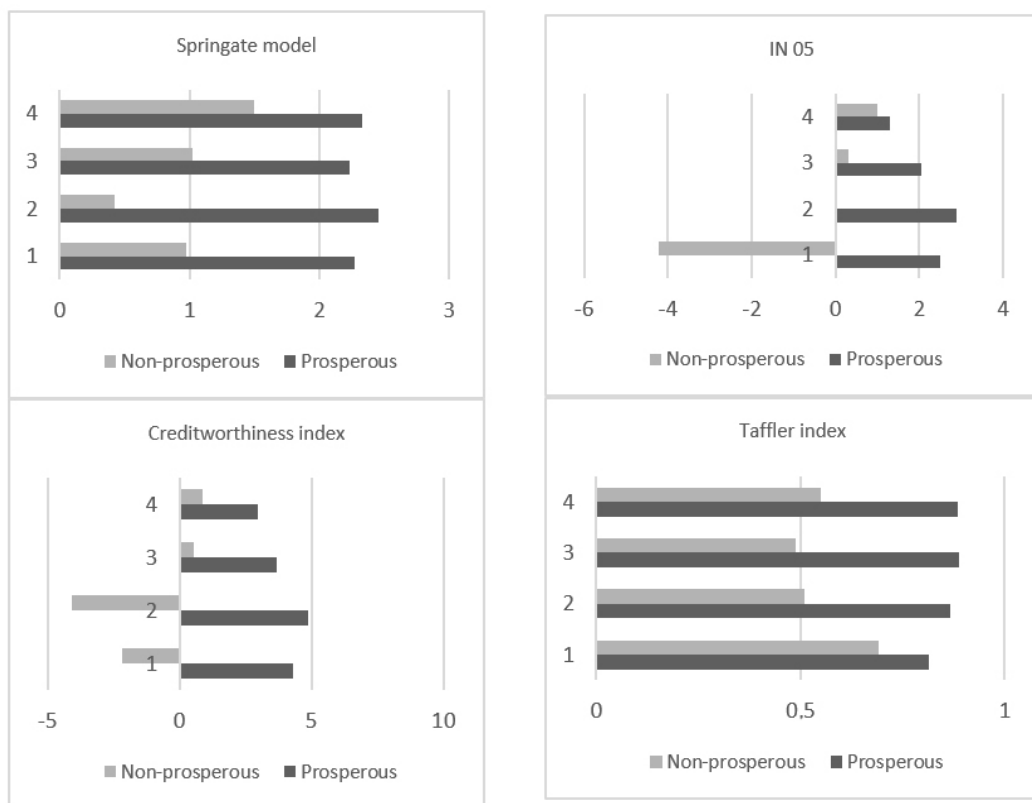 Springate model
4
3
2
1
0 1 2 3
Non-prosperous Prosperous
IN 05
4
3
2
1
-6 -4 -2 0 2 4
Non-prosperous Prosperous
Creditworthiness index
4
3
2
1
-5 0 5 10
Non-prosperous Prosperous
Taffler index
4
3
2
1
0 0,5 1
Non-prosperous Prosperous